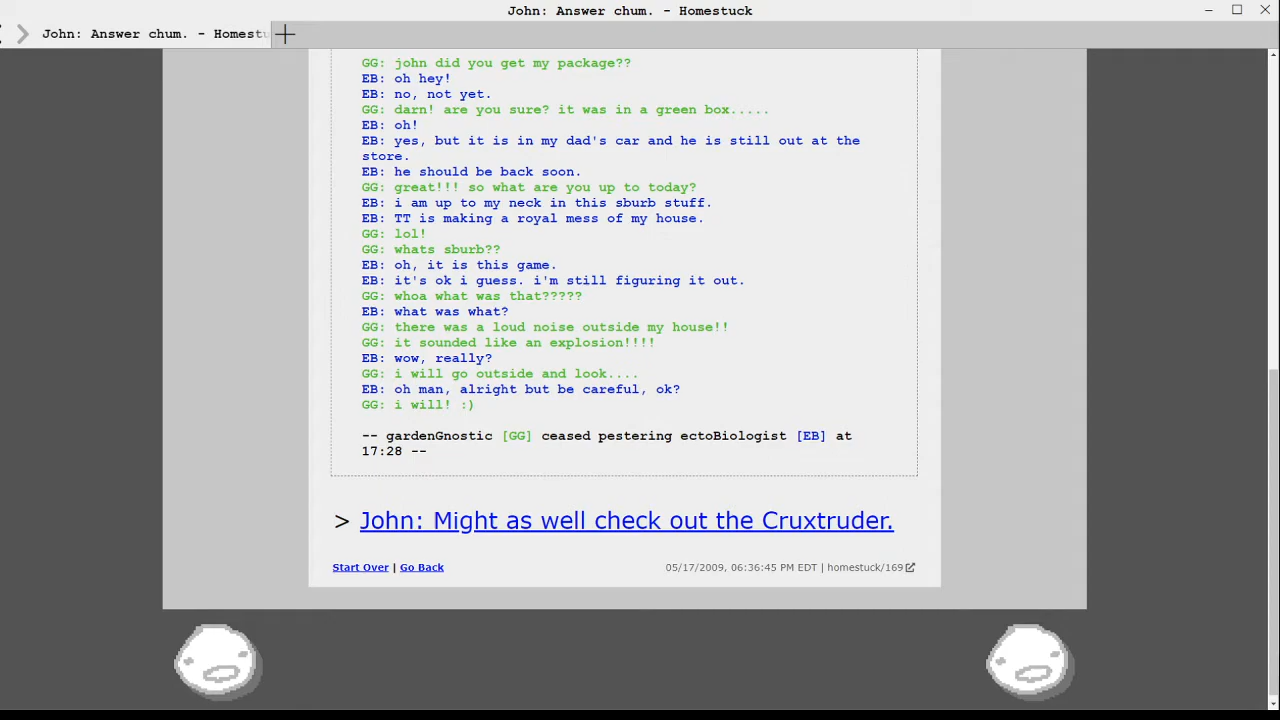 John: Answer chum. - Homestuck
John: Answer chum. - Homestu
GG: john did you get my package??
EB: oh hey!
EB: no, not yet.
GG: darn! are you sure? it was in a green box.....
EB: oh!
EB: yes, but it is in my dad's car and he is still out at the
store.
EB: he should be back soon.
GG: great!!! so what are you up to today?
EB: i am up to my neck in this sburb stuff.
EB: TT is making a royal mess of my house.
GG: lol!
GG: whats sburb??
EB: oh, it is this game.
EB: it's ok i guess. i'm still figuring it out.
GG: whoa what was that?????
EB: what was what?
GG: there was a loud noise outside my house!!
GG: it sounded like an explosion!!!!
EB: wow, really?
GG: i will go outside and look....
EB: oh man, alright but be careful, ok?
GG: i will! :)
-- gardenGnostic [GG] ceased pestering ectoBiologist [EB] at
17:28 --
> John: Might as well check out the Cruxtruder.
Start Over | Go Back 05/17/2009, 06:36:45 PM EDT | homestuck/169